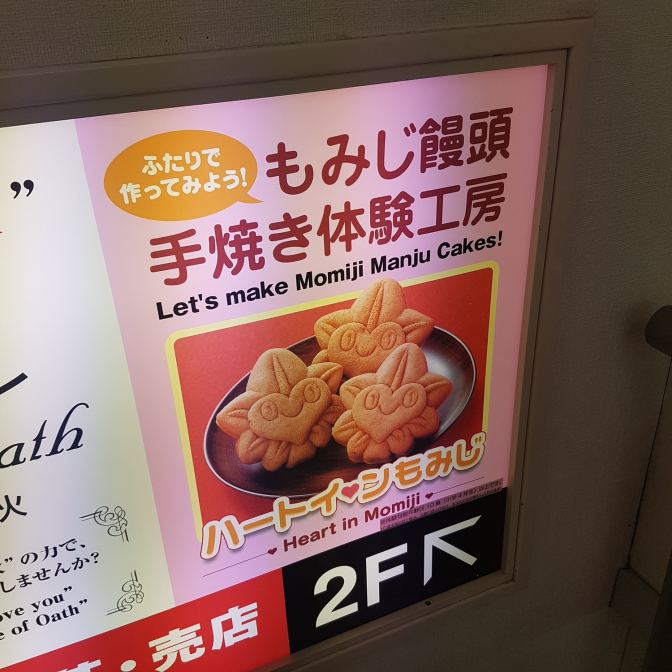 ”
ath
火
” の力で、
しませんか?
ove you”
e of Oath”
ふたりで
作ってみよう!
もみじ饅頭
手焼き体験工房
Let's make Momiji Manju Cakes!
ハートイ♥ンもみじ
♥ Heart in Momiji ♥
・売店
2F↖